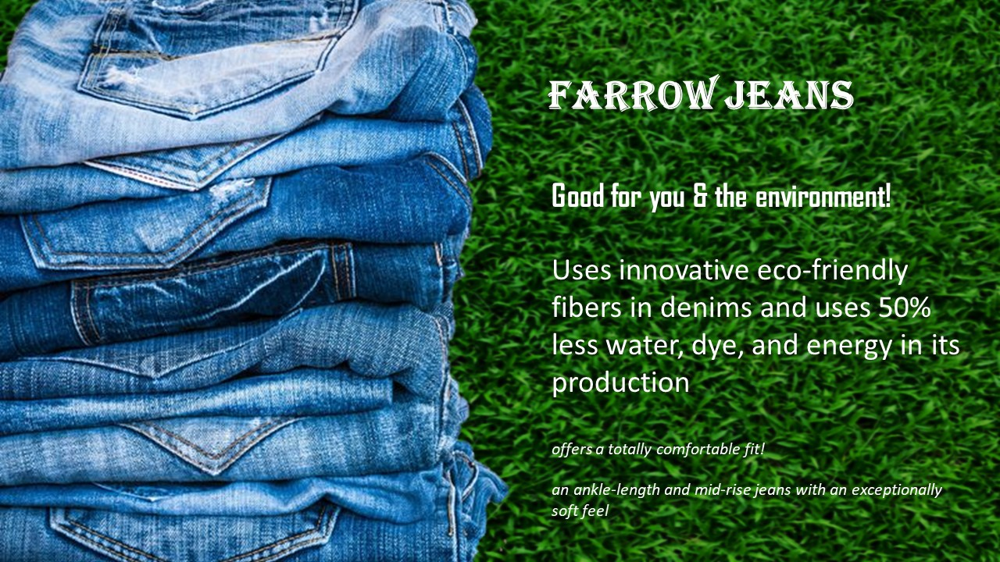 FARROW JEANS
Good for you & the environment!
Uses innovative eco-friendly
fibers in denims and uses 50%
less water, dye, and energy in its
production
offers a totally comfortable fit!
an ankle-length and mid-rise jeans with an exceptionally
soft feel